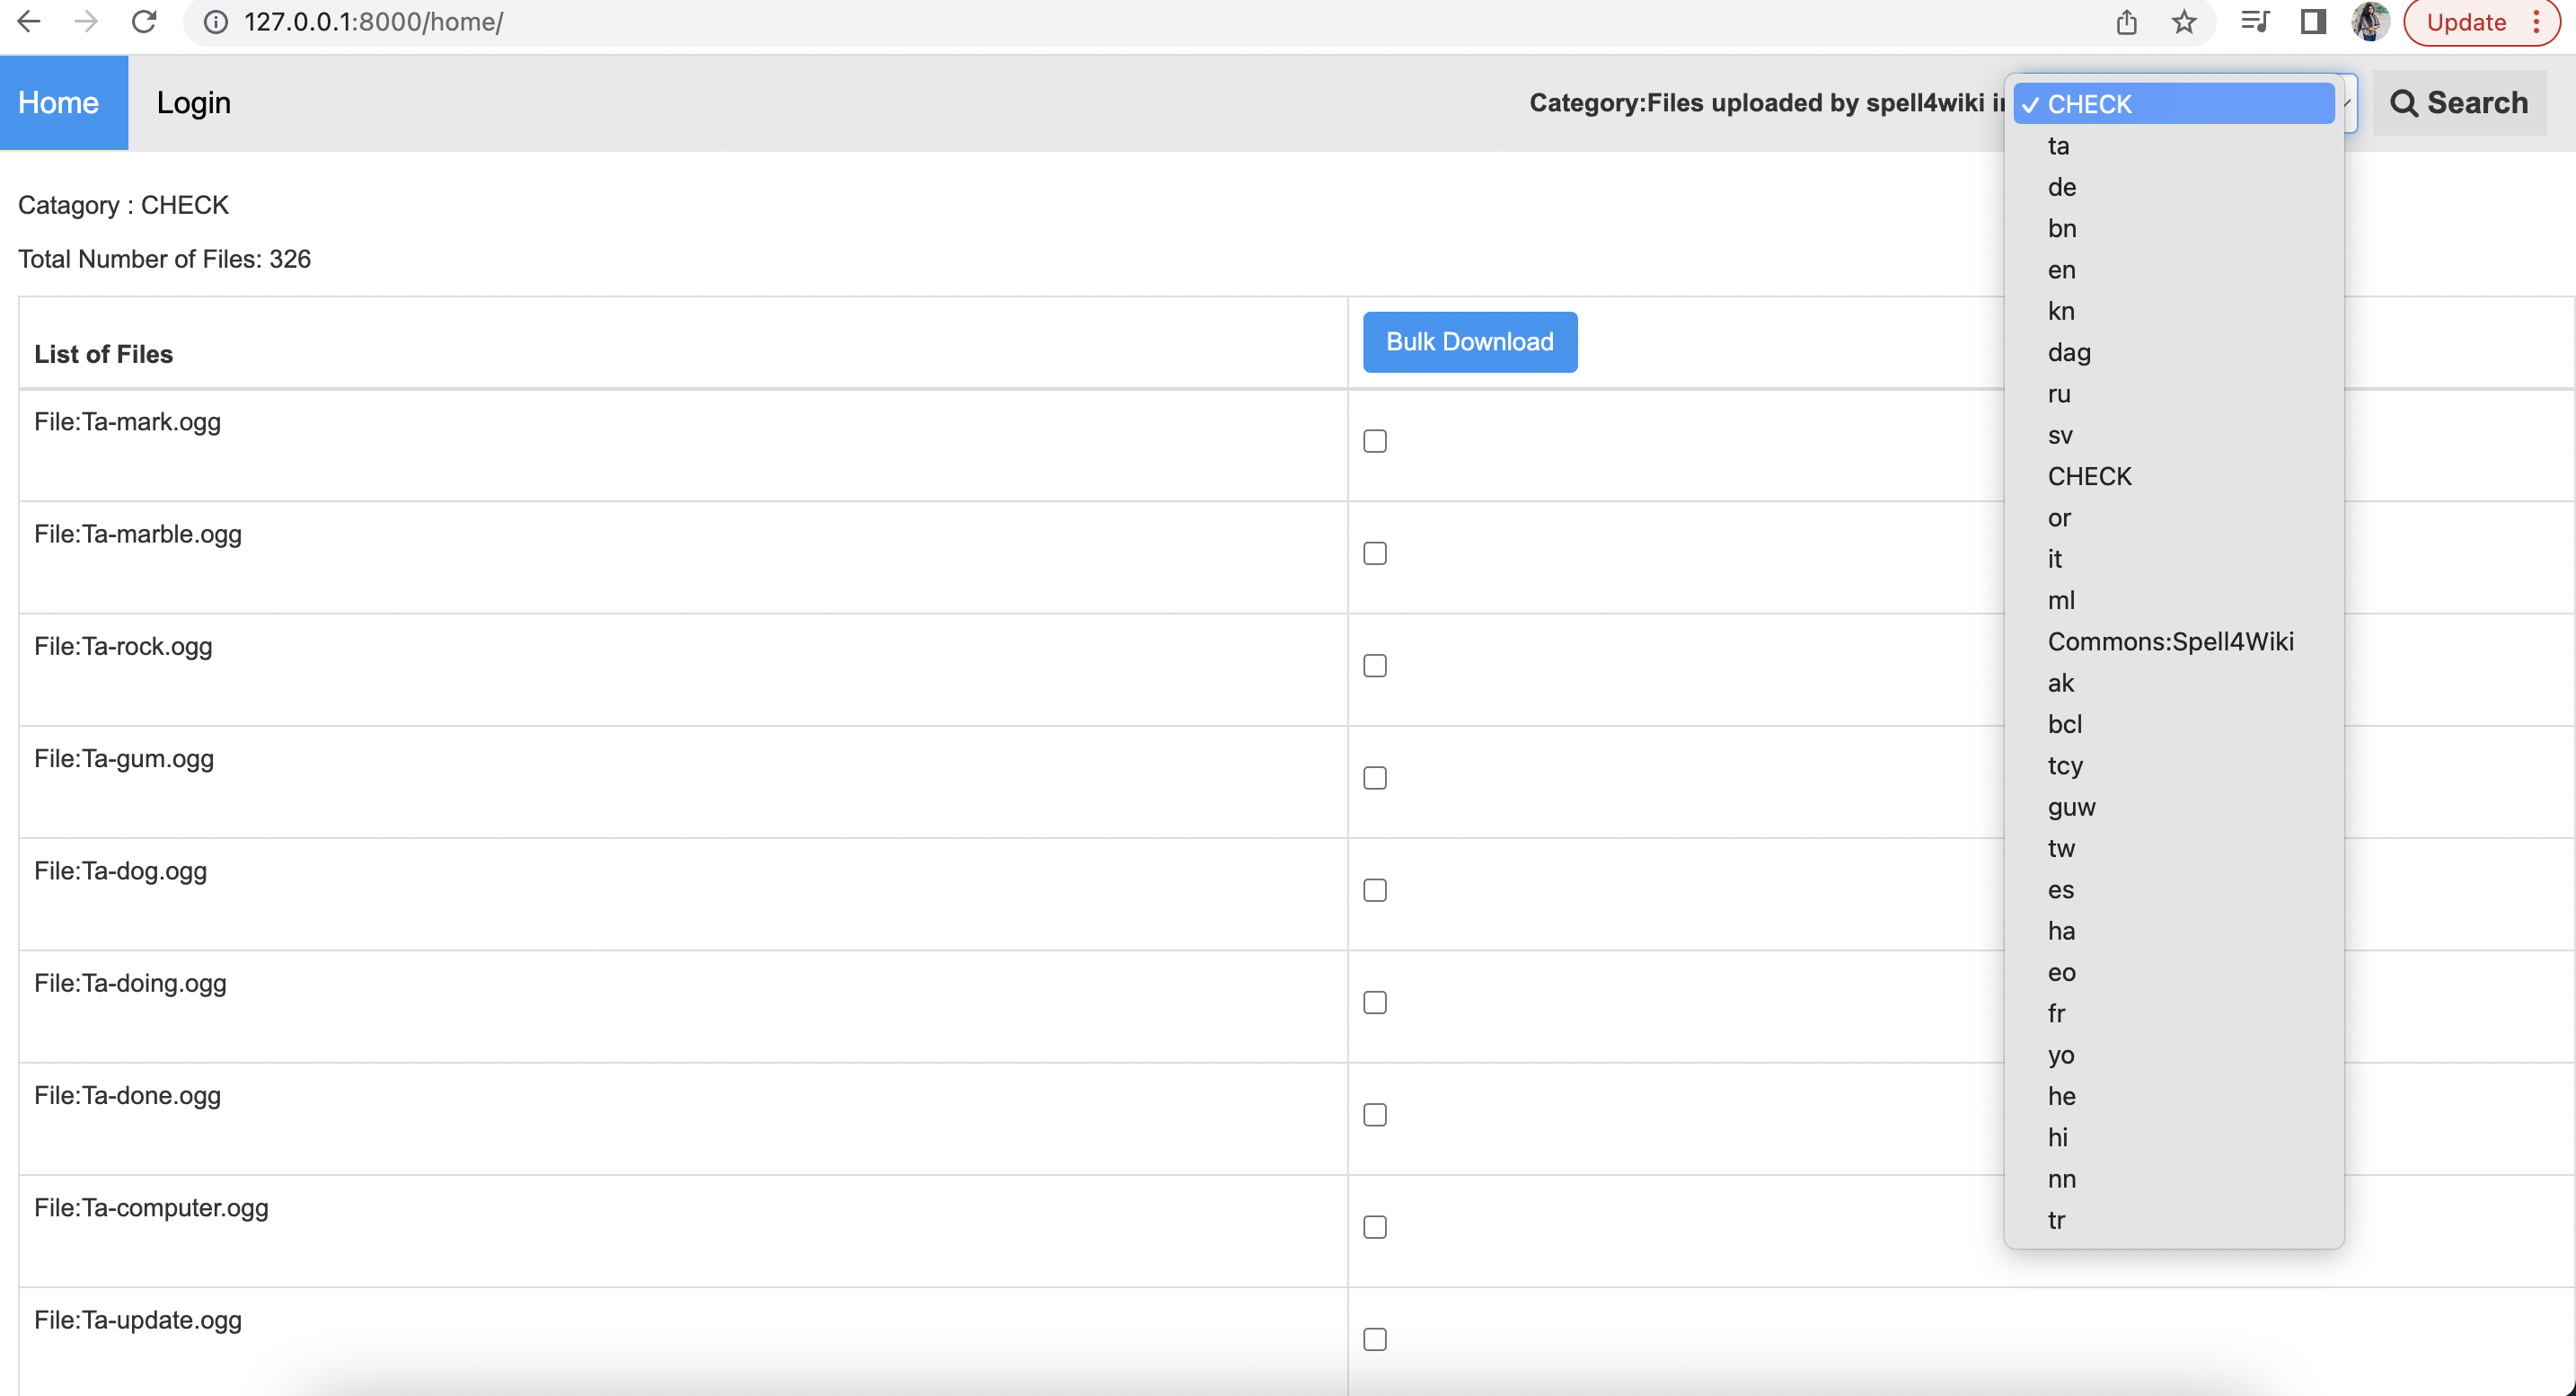 127.0.0.1:8000/home/
Update
Home
Login
Category:Files uploaded by spell4wiki in
Search
CHECK
ta
de
bn
en
kn
dag
ru
sv
CHECK
or
it
ml
Commons:Spell4Wiki
ak
bcl
tcy
guw
tw
es
ha
eo
fr
yo
he
hi
nn
tr
Catagory : CHECK
Total Number of Files: 326
List of Files
Bulk Download
File:Ta-mark.ogg
File:Ta-marble.ogg
File:Ta-rock.ogg
File:Ta-gum.ogg
File:Ta-dog.ogg
File:Ta-doing.ogg
File:Ta-done.ogg
File:Ta-computer.ogg
File:Ta-update.ogg